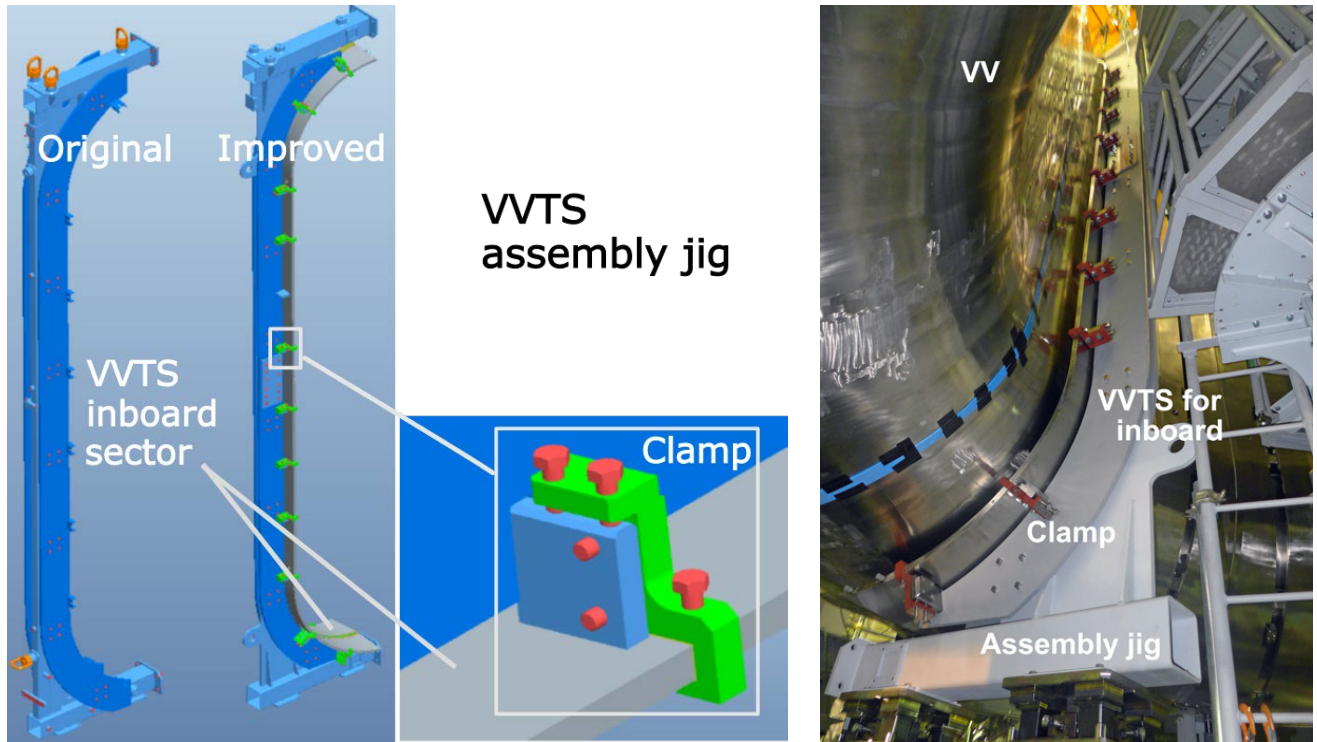 Original
Improved
VVTS
assembly jig
VVTS
inboard
sector
Clamp
VV
VVTS for
inboard
Clamp
Assembly jig